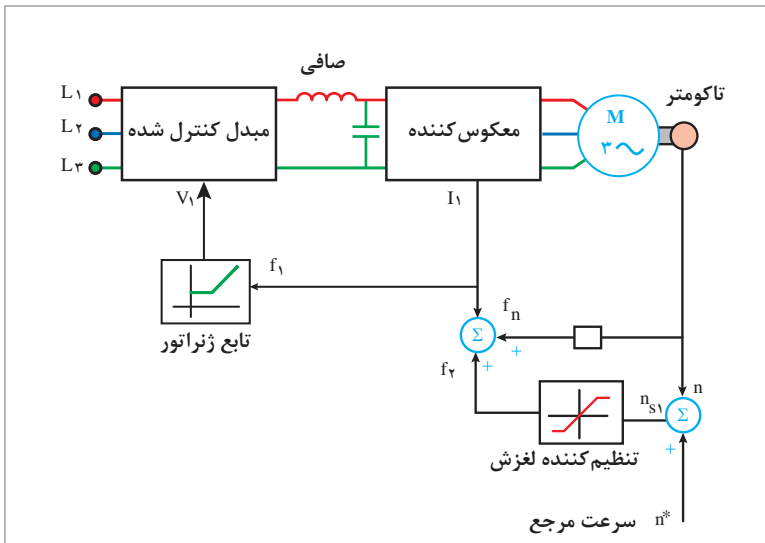 صافی
تاکومتر
L۱
L۲
L۳
مبدل کنترل شده
معکوس کننده
M
۳
V۱
I۱
f۱
تابع ژنراتور
fn
Σ
+
+
f۲
n
ns۱
Σ
+
تنظیم کننده لغزش
سرعت مرجع n*